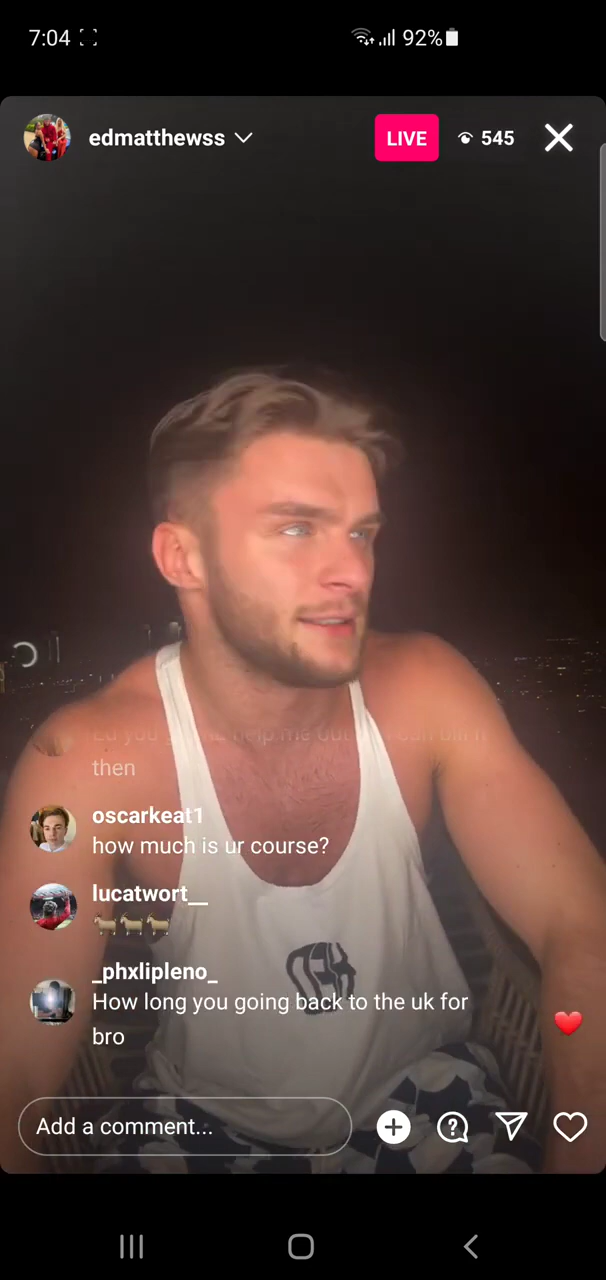 7:04
92%
edmatthewss
LIVE
545
then
oscarkeat1
how much is ur course?
lucatwort__
_phxlipleno_
How long you going back to the uk for
bro
Add a comment...